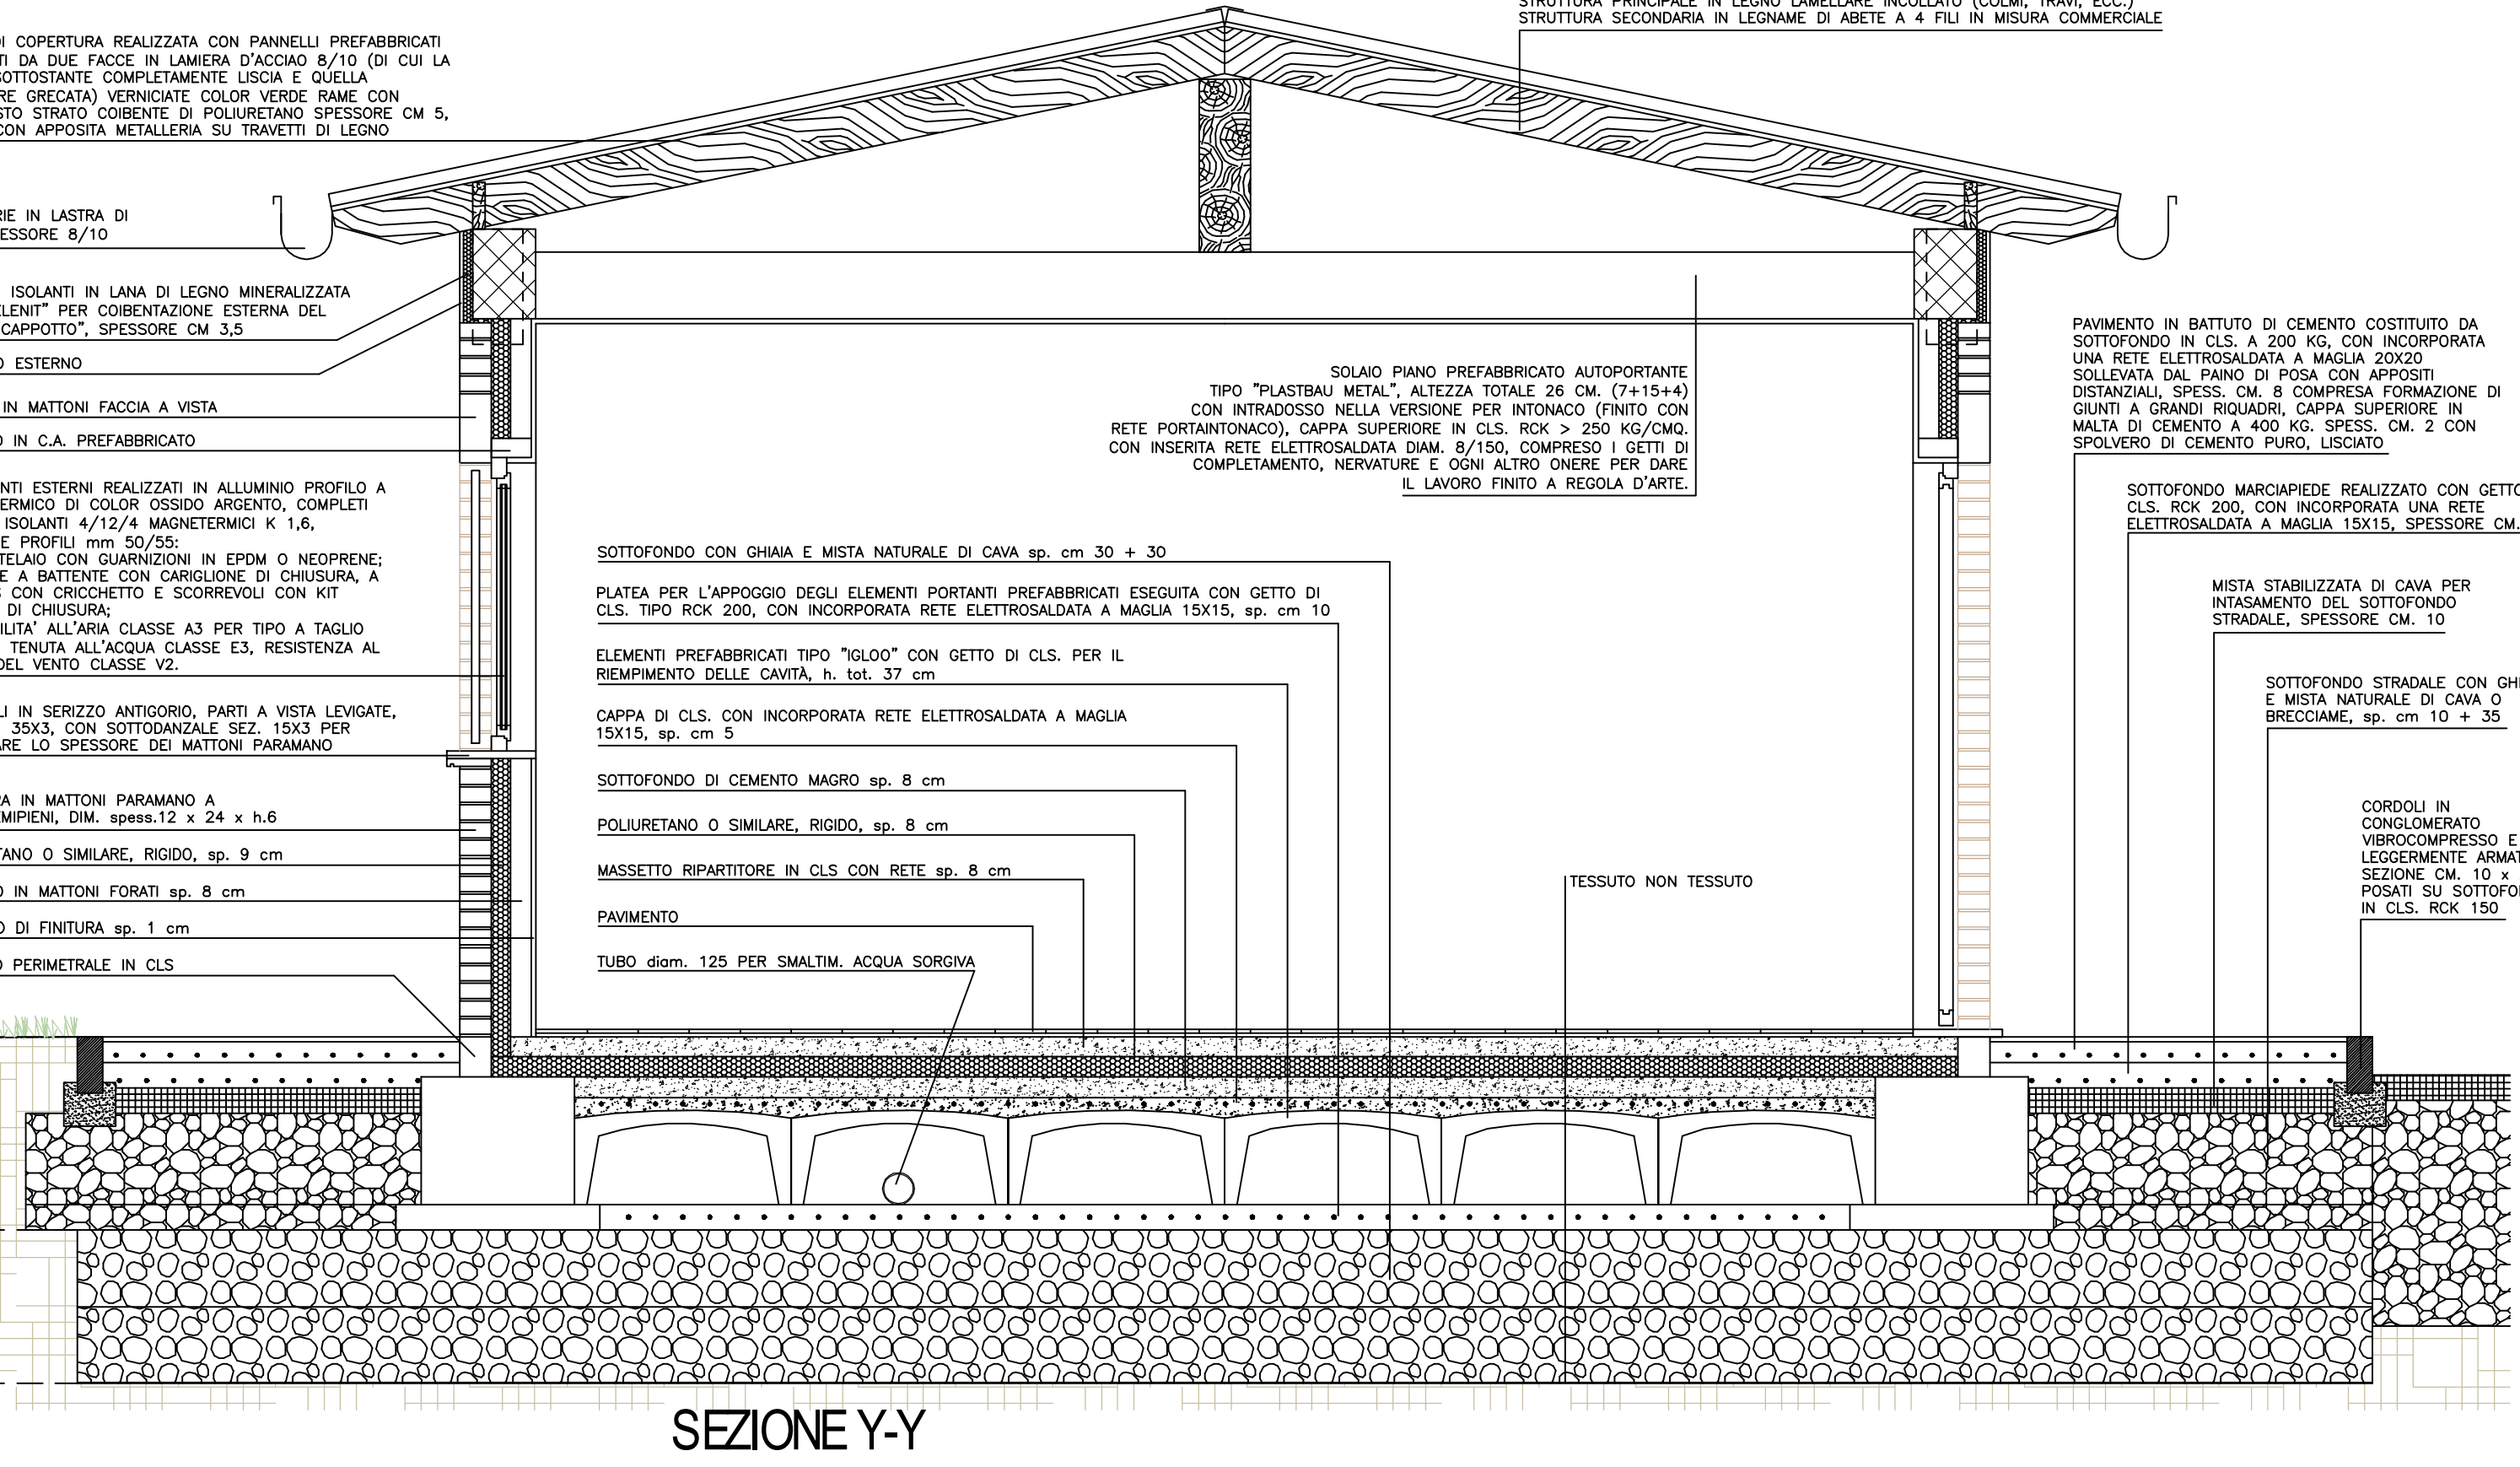 STRUTTURA PRINCIPALE IN LEGNO LAMELLARE INCOLLATO (COLMI, TRAVI, ECC.)
STRUTTURA SECONDARIA IN LEGNAME DI ABETE A 4 FILI IN MISURA COMMERCIALE
DI COPERTURA REALIZZATA CON PANNELLI PREFABBRICATI
TI DA DUE FACCE IN LAMIERA D'ACCIAO 8/10 (DI CUI LA
SOTTOSTANTE COMPLETAMENTE LISCIA E QUELLA
RE GRECATA) VERNICIATE COLOR VERDE RAME CON
STO STRATO COIBENTE DI POLIURETANO SPESSORE CM 5,
CON APPOSITA METALLERIA SU TRAVETTI DI LEGNO
RIE IN LASTRA DI
ESSORE 8/10
ISOLANTI IN LANA DI LEGNO MINERALIZZATA
ELENIT" PER COIBENTAZIONE ESTERNA DEL
CAPPOTTO", SPESSORE CM 3,5
O ESTERNO
IN MATTONI FACCIA A VISTA
O IN C.A. PREFABBRICATO
NTI ESTERNI REALIZZATI IN ALLUMINIO PROFILO A
ERMICO DI COLOR OSSIDO ARGENTO, COMPLETI
ISOLANTI 4/12/4 MAGNETERMICI K 1,6,
E PROFILI mm 50/55:
TELAIO CON GUARNIZIONI IN EPDM O NEOPRENE;
E A BATTENTE CON CARIGLIONE DI CHIUSURA, A
S CON CRICCHETTO E SCORREVOLI CON KIT
DI CHIUSURA;
ILITA' ALL'ARIA CLASSE A3 PER TIPO A TAGLIO
TENUTA ALL'ACQUA CLASSE E3, RESISTENZA AL
DEL VENTO CLASSE V2.
LI IN SERIZZO ANTIGORIO, PARTI A VISTA LEVIGATE,
35X3, CON SOTTODANZALE SEZ. 15X3 PER
ARE LO SPESSORE DEI MATTONI PARAMANO
RA IN MATTONI PARAMANO A
EMIPIENI, DIM. spess.12 x 24 x h.6
TANO O SIMILARE, RIGIDO, sp. 9 cm
O IN MATTONI FORATI sp. 8 cm
O DI FINITURA sp. 1 cm
O PERIMETRALE IN CLS
SOLAIO PIANO PREFABBRICATO AUTOPORTANTE
TIPO "PLASTBAU METAL", ALTEZZA TOTALE 26 CM. (7+15+4)
CON INTRADOSSO NELLA VERSIONE PER INTONACO (FINITO CON
RETE PORTAINTONACO), CAPPA SUPERIORE IN CLS. RCK > 250 KG/CMQ.
CON INSERITA RETE ELETTROSALDATA DIAM. 8/150, COMPRESO I GETTI DI
COMPLETAMENTO, NERVATURE E OGNI ALTRO ONERE PER DARE
IL LAVORO FINITO A REGOLA D'ARTE.
SOTTOFONDO CON GHIAIA E MISTA NATURALE DI CAVA sp. cm 30 + 30
PLATEA PER L'APPOGGIO DEGLI ELEMENTI PORTANTI PREFABBRICATI ESEGUITA CON GETTO DI
CLS. TIPO RCK 200, CON INCORPORATA RETE ELETTROSALDATA A MAGLIA 15X15, sp. cm 10
ELEMENTI PREFABBRICATI TIPO "IGLOO" CON GETTO DI CLS. PER IL
RIEMPIMENTO DELLE CAVITÀ, h. tot. 37 cm
CAPPA DI CLS. CON INCORPORATA RETE ELETTROSALDATA A MAGLIA
15X15, sp. cm 5
SOTTOFONDO DI CEMENTO MAGRO sp. 8 cm
POLIURETANO O SIMILARE, RIGIDO, sp. 8 cm
MASSETTO RIPARTITORE IN CLS CON RETE sp. 8 cm
PAVIMENTO
TUBO diam. 125 PER SMALTIM. ACQUA SORGIVA
TESSUTO NON TESSUTO
PAVIMENTO IN BATTUTO DI CEMENTO COSTITUITO DA
SOTTOFONDO IN CLS. A 200 KG, CON INCORPORATA
UNA RETE ELETTROSALDATA A MAGLIA 20X20
SOLLEVATA DAL PAINO DI POSA CON APPOSITI
DISTANZIALI, SPESS. CM. 8 COMPRESA FORMAZIONE DI
GIUNTI A GRANDI RIQUADRI, CAPPA SUPERIORE IN
MALTA DI CEMENTO A 400 KG. SPESS. CM. 2 CON
SPOLVERO DI CEMENTO PURO, LISCIATO
SOTTOFONDO MARCIAPIEDE REALIZZATO CON GETTO
CLS. RCK 200, CON INCORPORATA UNA RETE
ELETTROSALDATA A MAGLIA 15X15, SPESSORE CM.
MISTA STABILIZZATA DI CAVA PER
INTASAMENTO DEL SOTTOFONDO
STRADALE, SPESSORE CM. 10
SOTTOFONDO STRADALE CON GHI
E MISTA NATURALE DI CAVA O
BRECCIAME, sp. cm 10 + 35
CORDOLI IN
CONGLOMERATO
VIBROCOMPRESSO E
LEGGERMENTE ARMAT
SEZIONE CM. 10 x
POSATI SU SOTTOFO
IN CLS. RCK 150
SEZIONE Y-Y